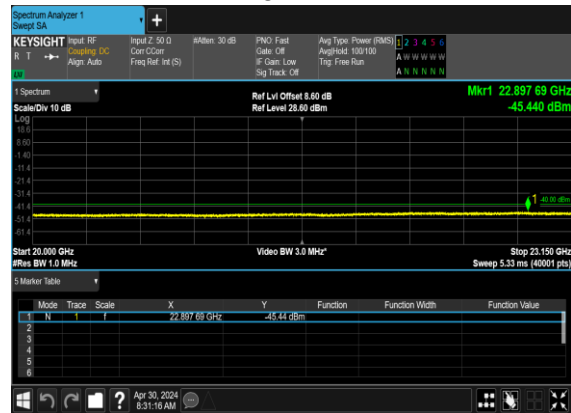 Spectrum Analyzer 1
Swept SA
KEYSIGHT Input: RF Input Z: 50 Ω #Atten: 30 dB PNO: Fast Avg Type: Power (RMS) 1 2 3 4 5 6
R T Coupling: DC Corr CCorr Gate: Off Avg|Hold: 100/100 A W W W W W
Align: Auto Freq Ref: Int (S) IF Gain: Low Trig: Free Run
LXI Sig Track: Off A N N N N N
1 Spectrum Ref Lvl Offset 8.60 dB Mkr1 22.897 69 GHz
Scale/Div 10 dB Ref Level 28.60 dBm -45.440 dBm
Log
18.6
8.60
-1.40
-11.4
-21.4
-31.4
1 -40.00 dBm
-41.4
-51.4
-61.4
Start 20.000 GHz Video BW 3.0 MHz* Stop 23.150 GHz
#Res BW 1.0 MHz Sweep 5.33 ms (40001 pts)
5 Marker Table
Mode Trace Scale X Y Function Function Width Function Value
1 N 1 f 22.897 69 GHz -45.44 dBm
2
3
4
5
6
? Apr 30, 2024
8:31:16 AM